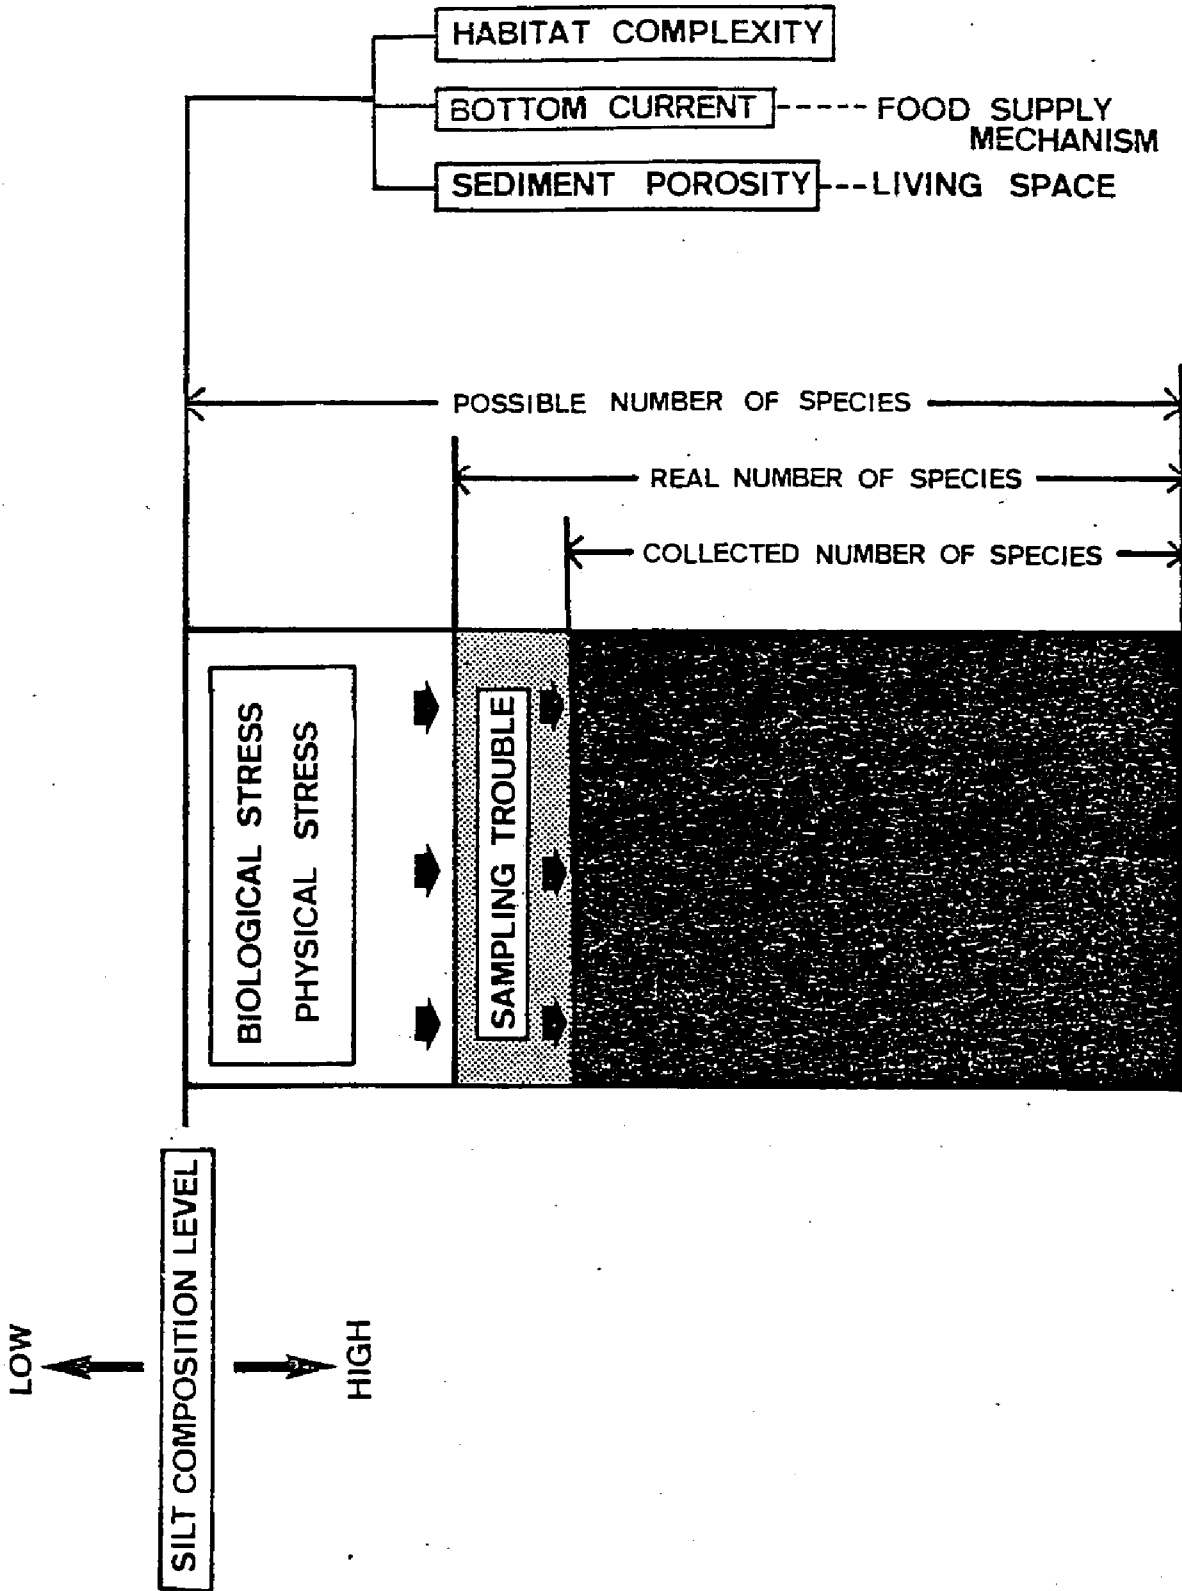 HABITAT COMPLEXITY
BOTTOM CURRENT ----- FOOD SUPPLY
MECHANISM
SEDIMENT POROSITY --- LIVING SPACE
POSSIBLE NUMBER OF SPECIES
REAL NUMBER OF SPECIES
COLLECTED NUMBER OF SPECIES
BIOLOGICAL STRESS
PHYSICAL STRESS
SAMPLING TROUBLE
LOW
SILT COMPOSITION LEVEL
HIGH